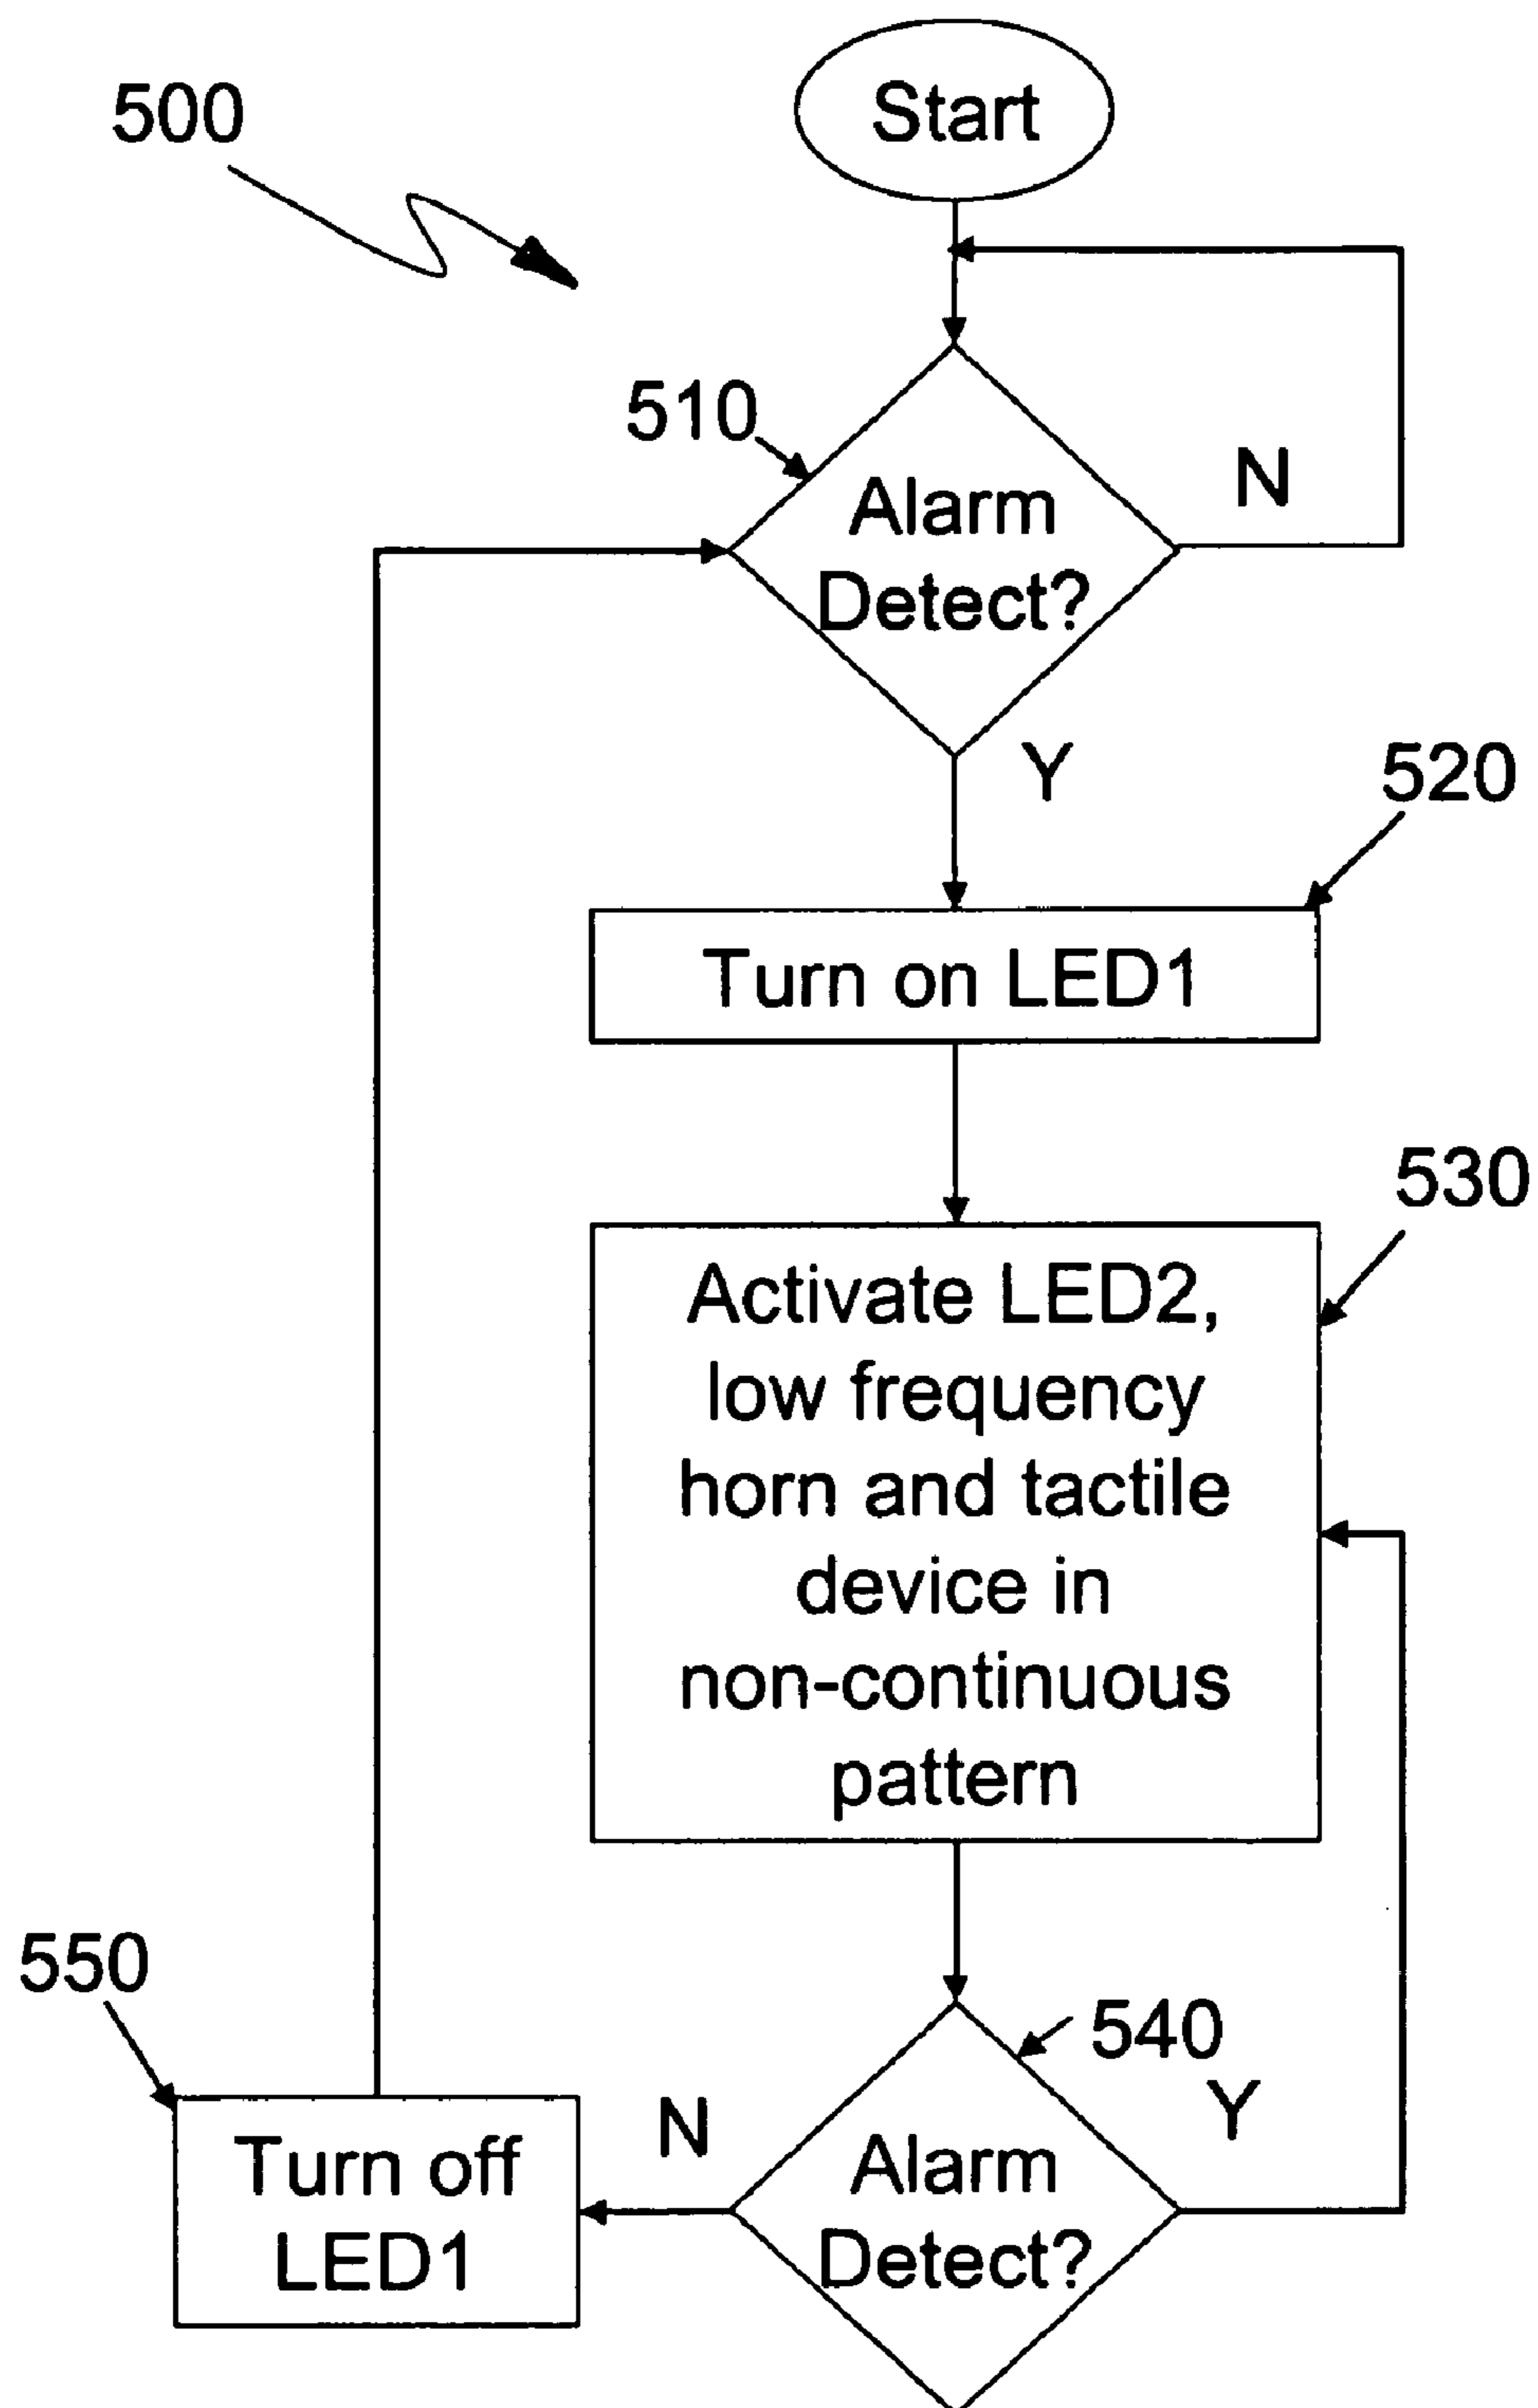 Start
500
510
Alarm
Detect?
N
Y
520
Turn on LED1
530
Activate LED2,
low frequency
horn and tactile
device in
non-continuous
pattern
550
540
Y
N
Turn off
LED1
Alarm
Detect?